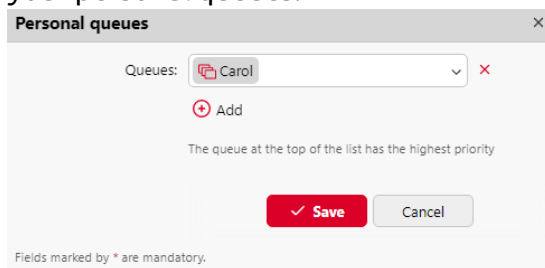 Personal queues
Queues: Carol
Add
The queue at the top of the list has the highest priority
Save Cancel
Fields marked by * are mandatory.